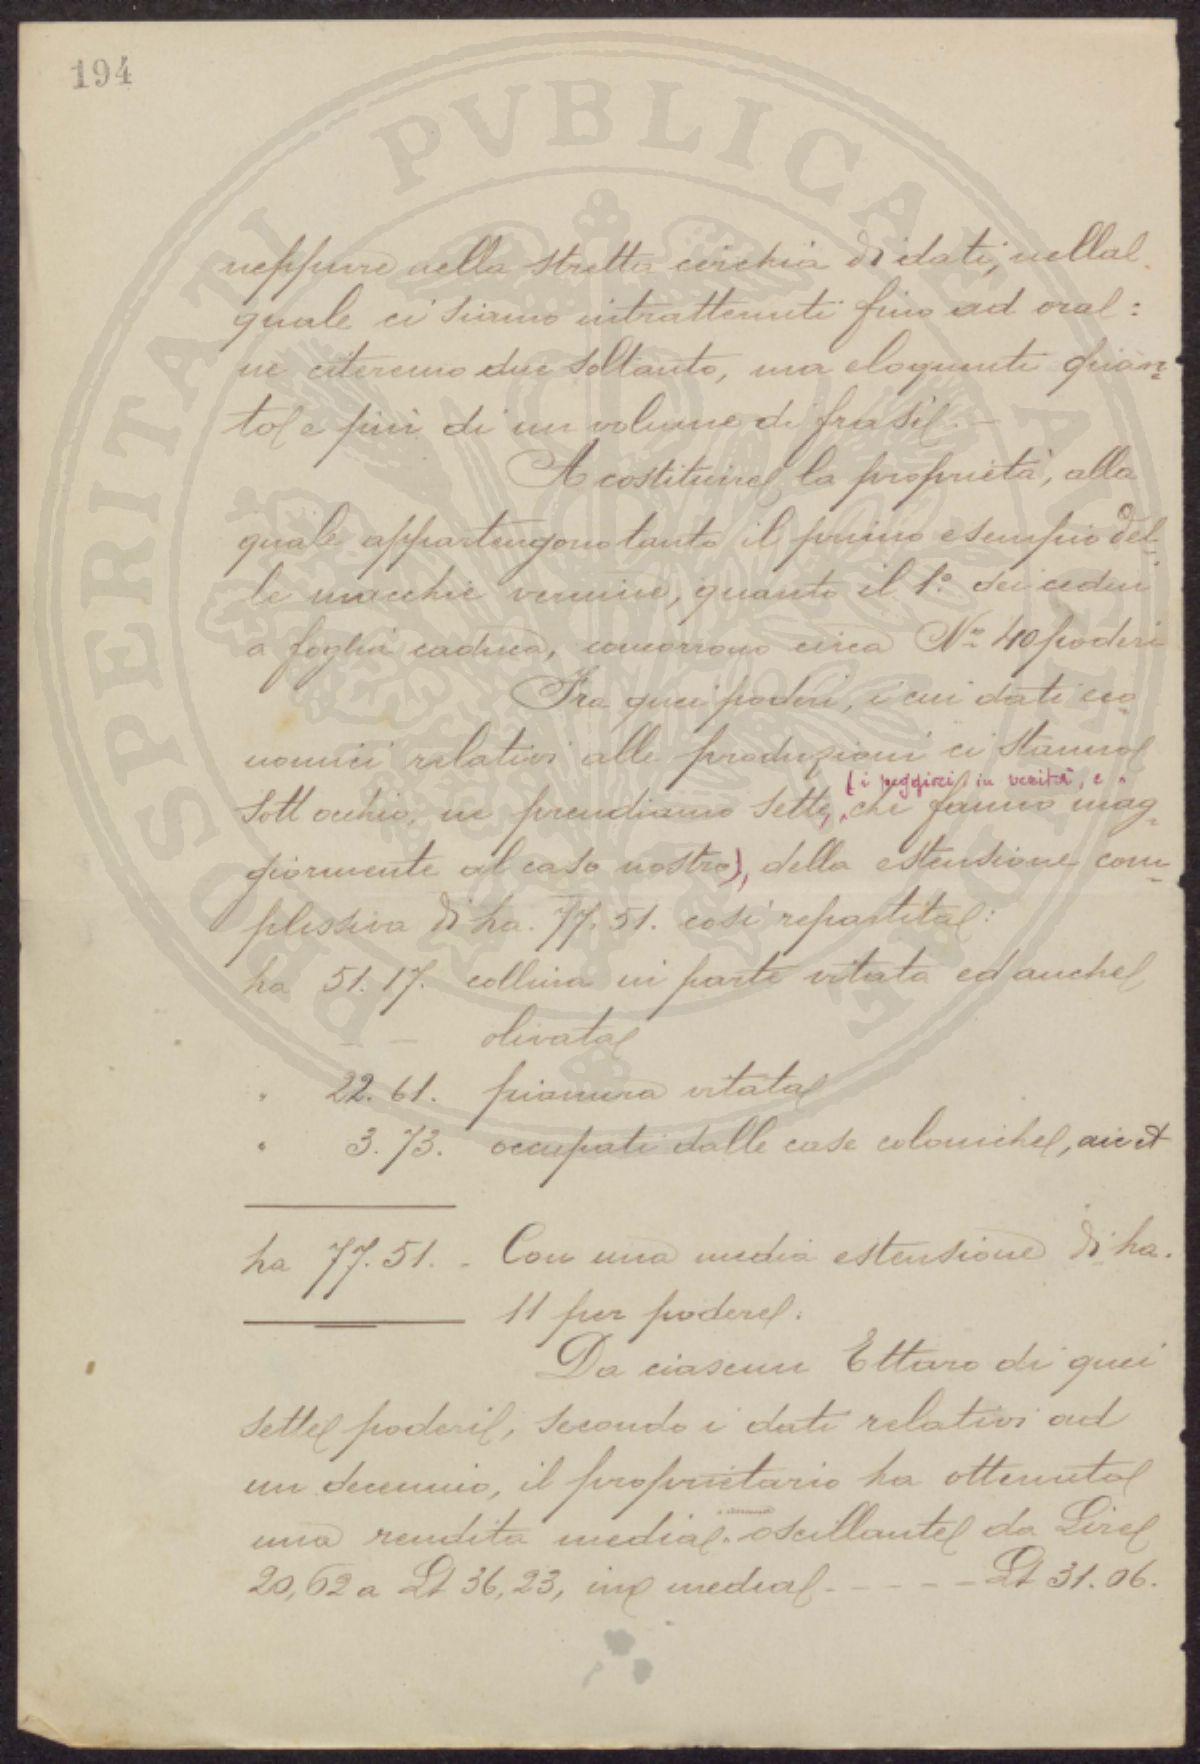 194
neppure nella stretta cerchia di dati, nella
quale ci siamo intrattenuti fino ad ora:
ne citeremo due soltanto, ma eloquenti quan-
to e più di un volume di frasi. -
A costituire la proprietà, alla
quale appartengono tanto il primo esempio del-
le macchie vernine, quanto il 1° dei cedui
a foglia caduca, concorrono circa No 40 poderi
Fra quei poderi, i cui dati eco
nomici relativi alle produzioni ci stanno
(i peggiori in verità, e
sott'occhio, ne prendiamo sette, che fanno mag-
giormente al caso nostro), della estensione com-
plessiva di ha. 77.51. così repartita:
ha 51.17. collina in parte vitata ed anche
olivata
" 22.61. pianura vitata
" 3.73. occupati dalle case coloniche, aie et
ha 77.51. - Con una media estensione di ha.
11 per podere.
Da ciascun Ettaro di quei
sette poderi, secondo i dati relativi ad
un decennio, il proprietario ha ottenuta
una rendita media oscillante da Lire
20,62 a Lt 36,23, in media - - - - - Lt 31.06.
PROSPERITATI PVBLICAE AVGENDAE